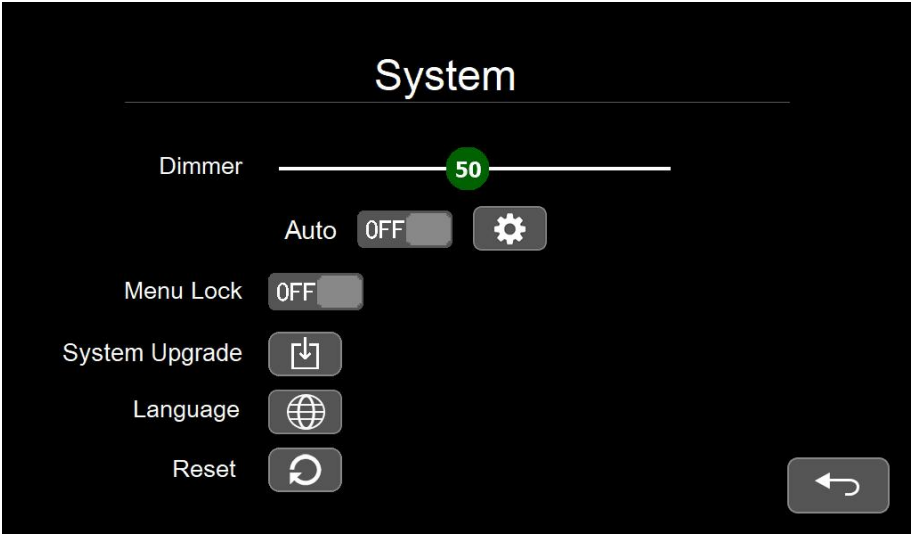 System
Dimmer 50
Auto OFF
Menu Lock OFF
System Upgrade
Language
Reset